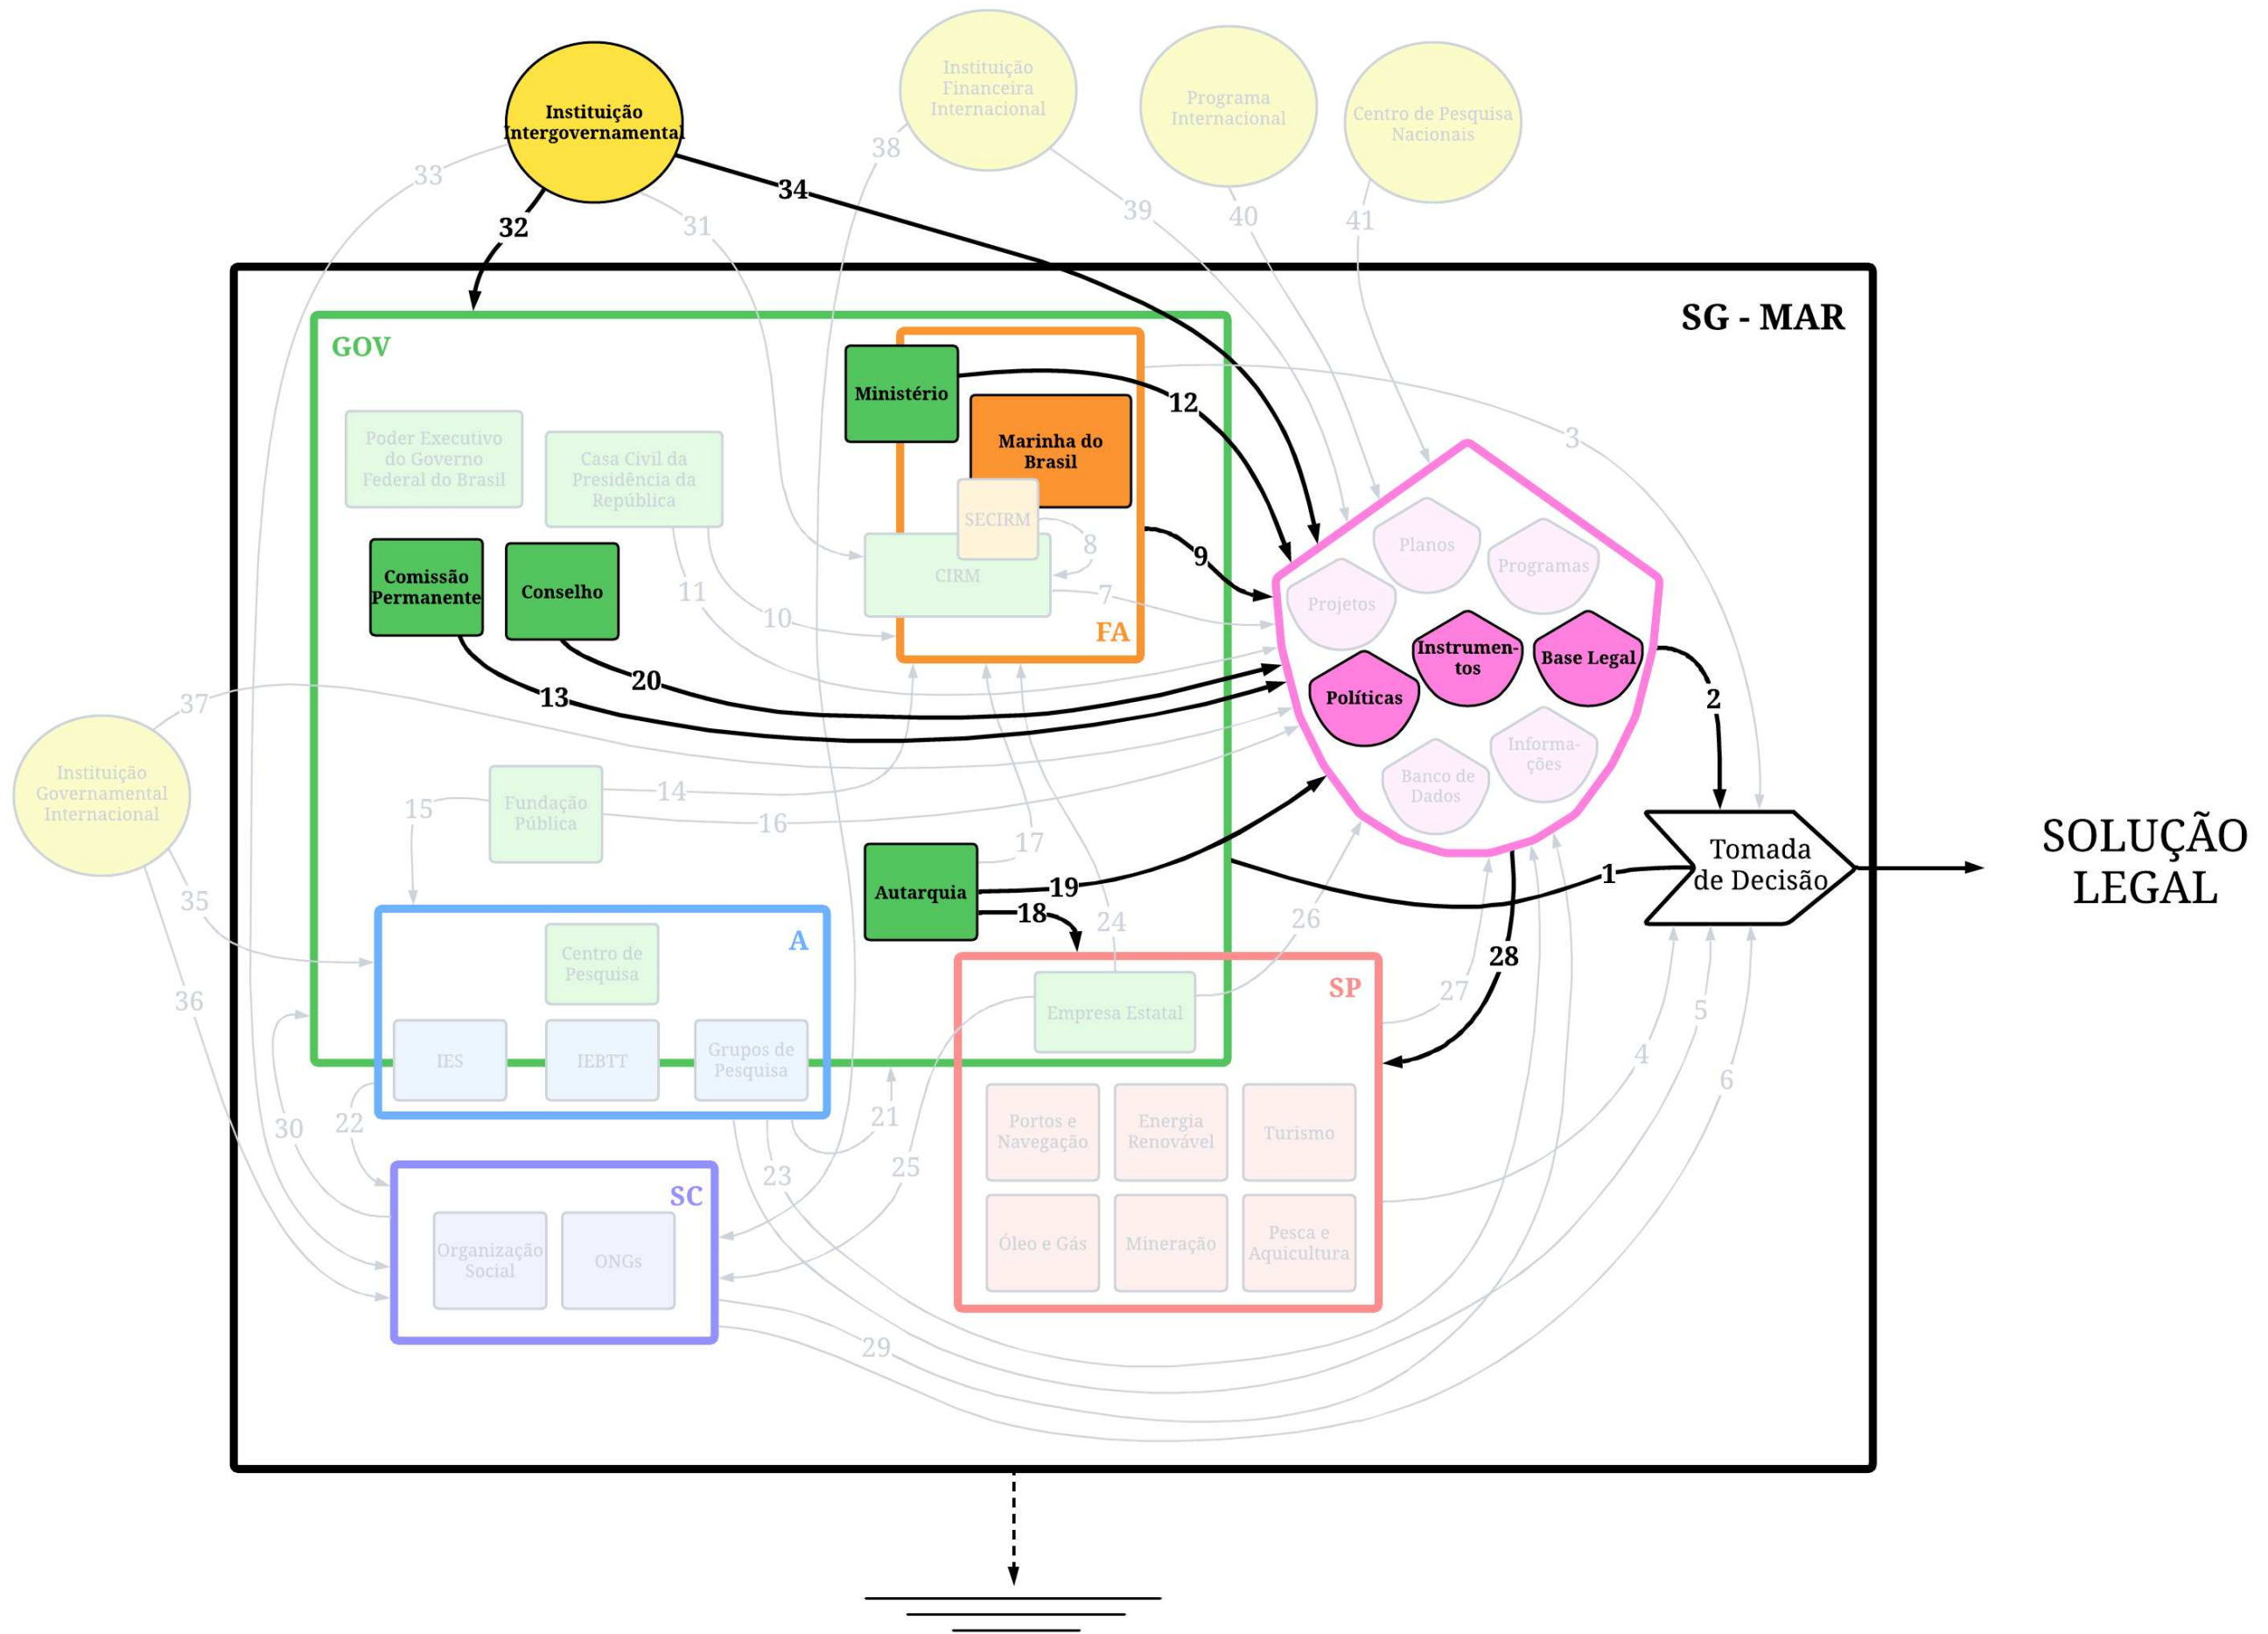 Instituição
Intergovernamental
Instituição
Financeira
Internacional
Programa
Internacional
Centro de Pesquisa
Nacionais
33
38
34
32
31
39
40
41
SG - MAR
GOV
Ministério
12
Marinha do
Brasil
3
Poder Executivo
do Governo
Federal do Brasil
Casa Civil da
Presidência da
República
SECIRM
8
CIRM
7
9
FA
Comissão
Permanente
Conselho
11
10
20
13
Planos
Programas
Projetos
Instrumen-
tos
Base Legal
Políticas
Informa-
ções
Banco de
Dados
2
37
Instituição
Governamental
Internacional
15
Fundação
Pública
14
16
17
Autarquia
19
18
24
26
1
Tomada
de Decisão
SOLUÇÃO
LEGAL
35
36
A
Centro de
Pesquisa
IES
IEBTT
Grupos de
Pesquisa
SP
Empresa Estatal
28
27
5
4
6
30
22
21
23
25
Portos e
Navegação
Energia
Renovável
Turismo
Óleo e Gás
Mineração
Pesca e
Aquicultura
SC
Organização
Social
ONGs
29